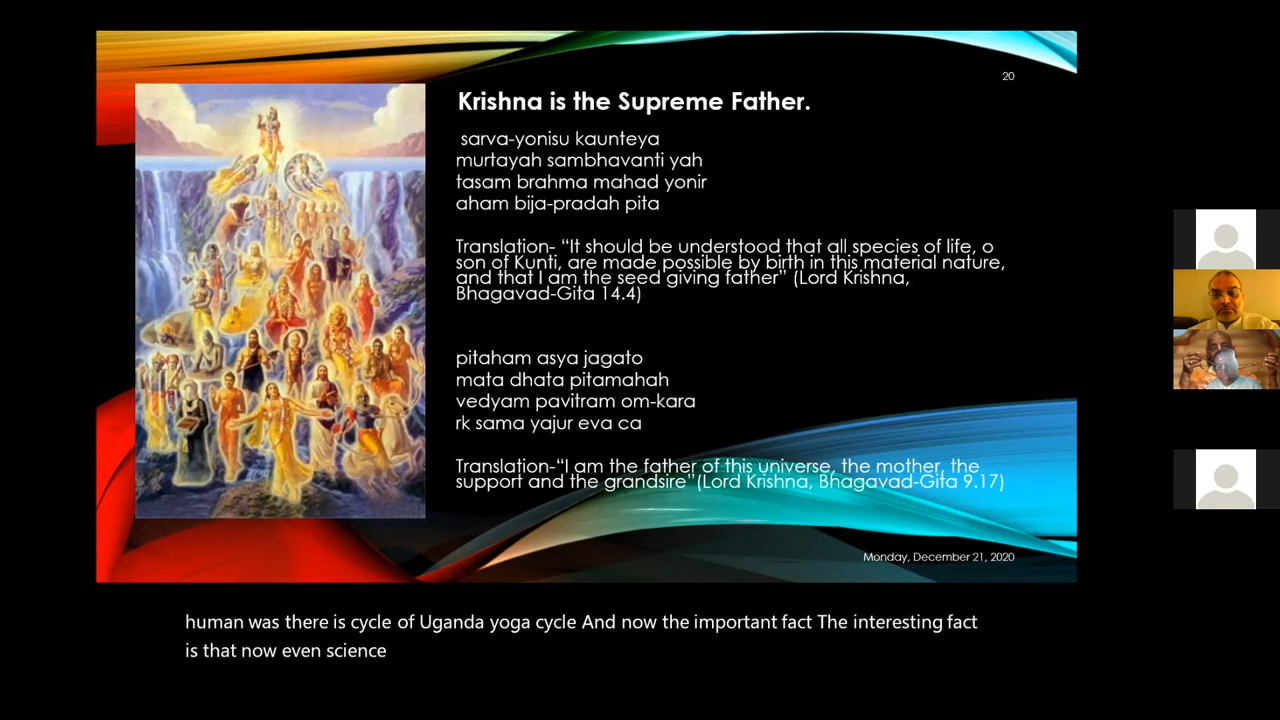 20
Krishna is the Supreme Father.
sarva-yonisu kaunteya
murtayah sambhavanti yah
tasam brahma mahad yonir
aham bija-pradah pita
Translation- “It should be understood that all species of life, o
son of Kunti, are made possible by birth in this material nature,
and that I am the seed giving father” (Lord Krishna,
Bhagavad-Gita 14.4)
pitaham asya jagato
mata dhata pitamahah
vedyam pavitram om-kara
rk sama yajur eva ca
Translation-“I am the father of this universe, the mother, the
support and the grandsire”(Lord Krishna, Bhagavad-Gita 9.17)
Monday, December 21, 2020
human was there is cycle of Uganda yoga cycle And now the important fact The interesting fact
is that now even science